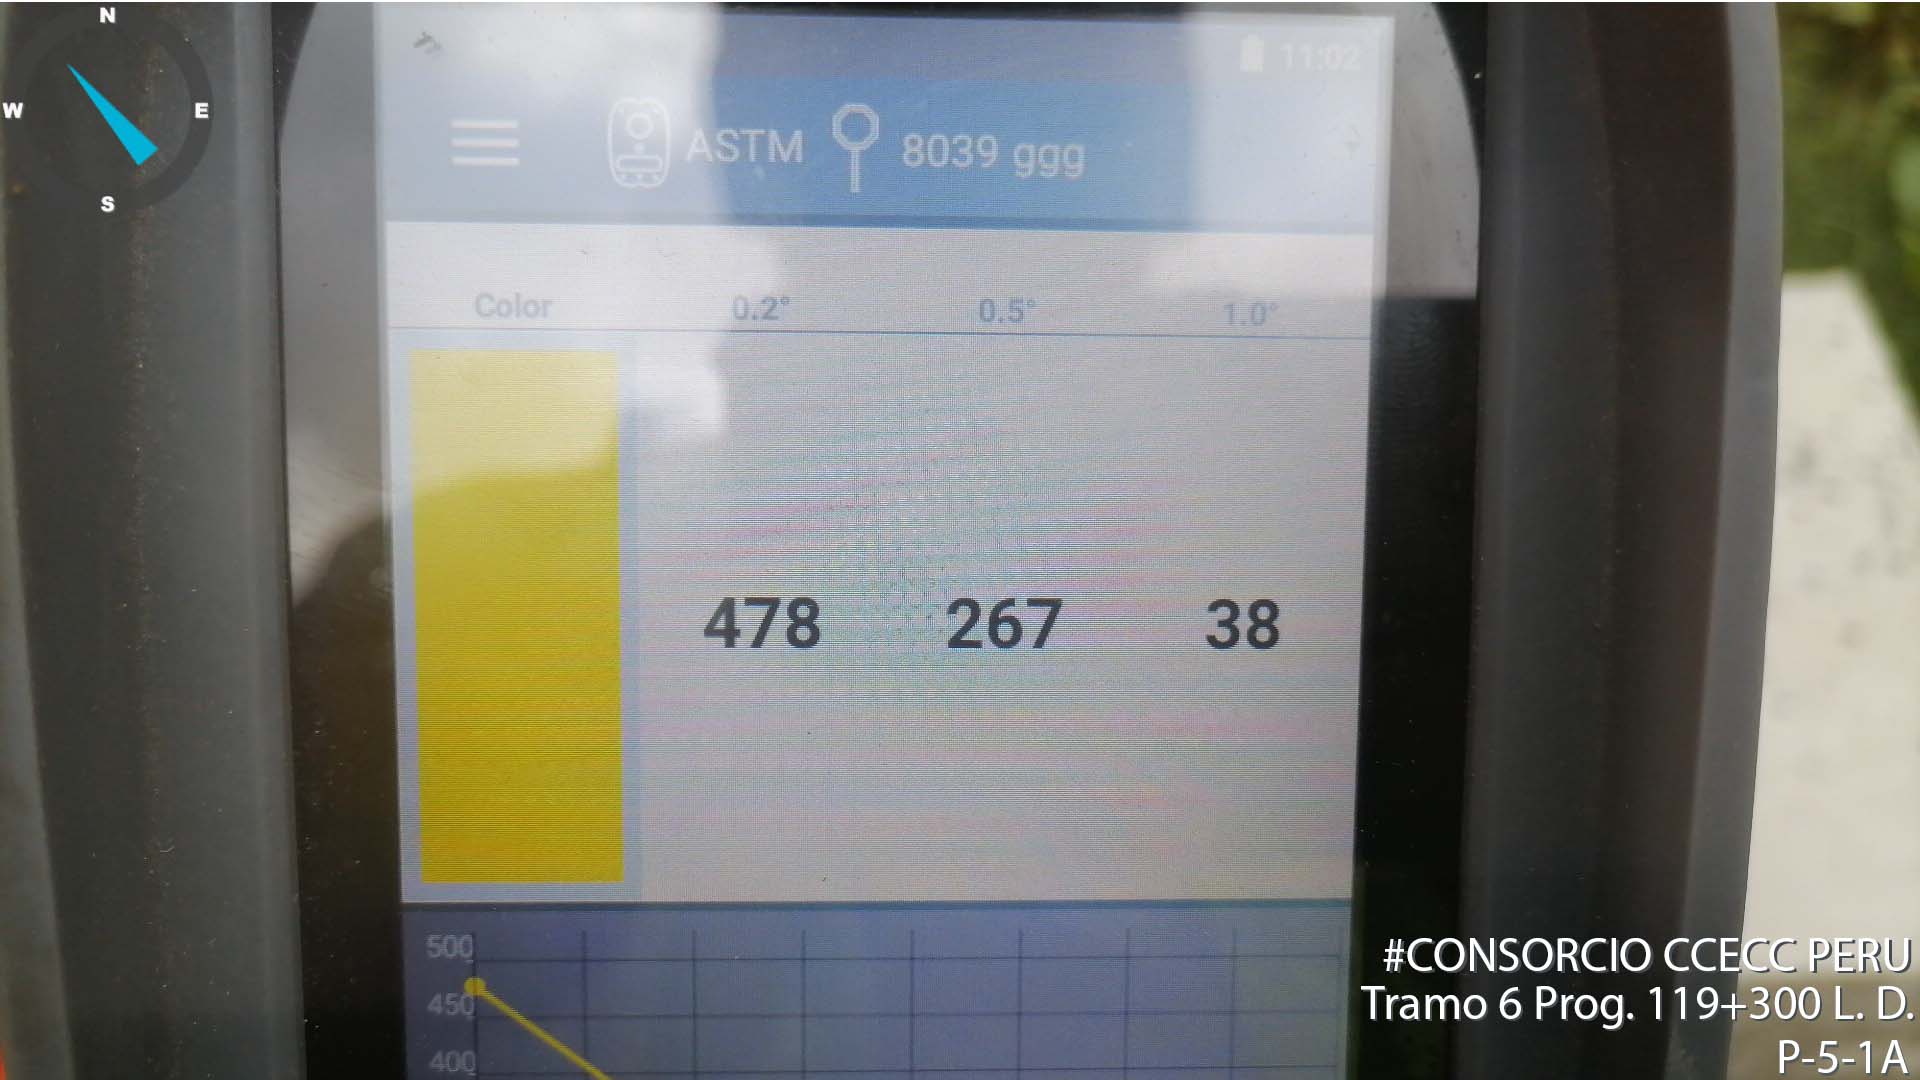 N
W E
S
11:02
ASTM 8039 ggg
Color 0.2° 0.5° 1.0°
478 267 38
500
450
400
#CONSORCIO CCECC PERU
Tramo 6 Prog. 119+300 L. D.
P-5-1A